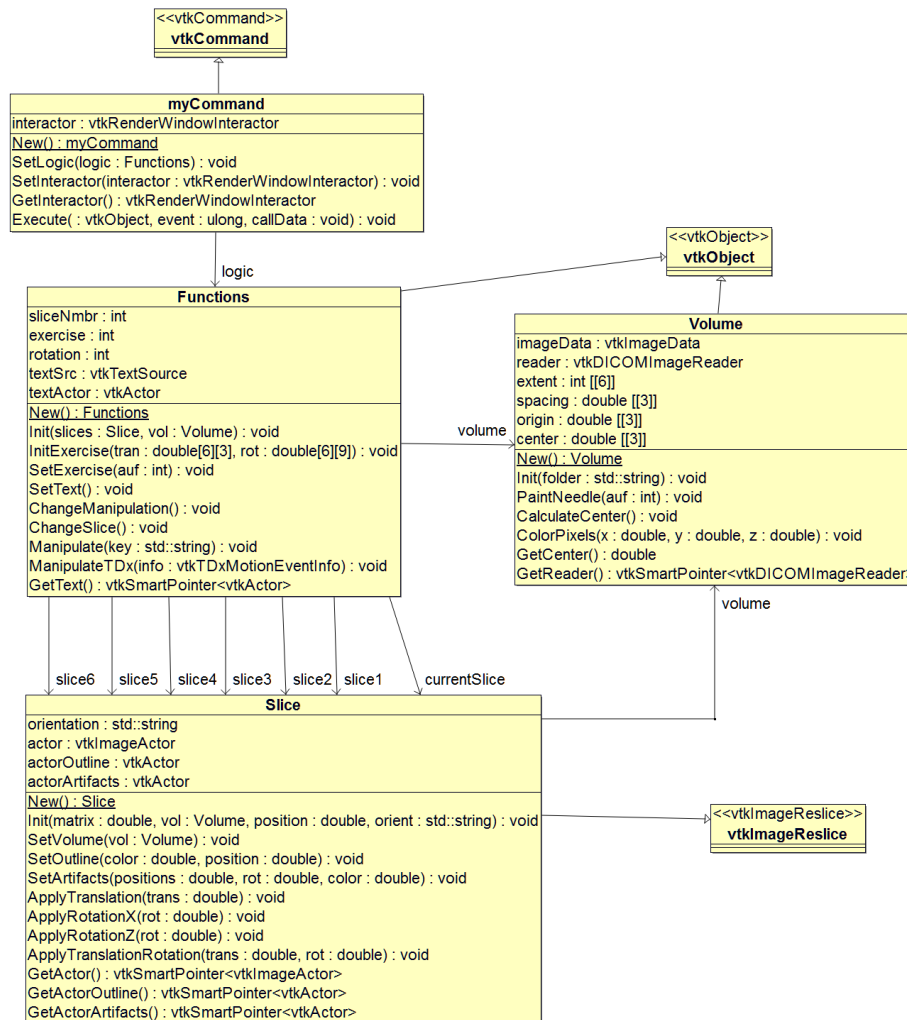 <<vtkCommand>>
vtkCommand
myCommand
interactor : vtkRenderWindowInteractor
New() : myCommand
SetLogic(logic : Functions) : void
SetInteractor(interactor : vtkRenderWindowInteractor) : void
GetInteractor() : vtkRenderWindowInteractor
Execute( : vtkObject, event : ulong, callData : void) : void
logic
<<vtkObject>>
vtkObject
Functions
sliceNmbr : int
exercise : int
rotation : int
textSrc : vtkTextSource
textActor : vtkActor
New() : Functions
Init(slices : Slice, vol : Volume) : void
InitExercise(tran : double[6][3], rot : double[6][9]) : void
SetExercise(auf : int) : void
SetText() : void
ChangeManipulation() : void
ChangeSlice() : void
Manipulate(key : std::string) : void
ManipulateTDx(info : vtkTDxMotionEventInfo) : void
GetText() : vtkSmartPointer<vtkActor>
volume
Volume
imageData : vtkImageData
reader : vtkDICOMImageReader
extent : int [[6]]
spacing : double [[3]]
origin : double [[3]]
center : double [[3]]
New() : Volume
Init(folder : std::string) : void
PaintNeedle(auf : int) : void
CalculateCenter() : void
ColorPixels(x : double, y : double, z : double) : void
GetCenter() : double
GetReader() : vtkSmartPointer<vtkDICOMImageReader>
volume
slice6
slice5
slice4
slice3
slice2
slice1
currentSlice
Slice
orientation : std::string
actor : vtkImageActor
actorOutline : vtkActor
actorArtifacts : vtkActor
New() : Slice
Init(matrix : double, vol : Volume, position : double, orient : std::string) : void
SetVolume(vol : Volume) : void
SetOutline(color : double, position : double) : void
SetArtifacts(positions : double, rot : double, color : double) : void
ApplyTranslation(trans : double) : void
ApplyRotationX(rot : double) : void
ApplyRotationZ(rot : double) : void
ApplyTranslationRotation(trans : double, rot : double) : void
GetActor() : vtkSmartPointer<vtkImageActor>
GetActorOutline() : vtkSmartPointer<vtkActor>
GetActorArtifacts() : vtkSmartPointer<vtkActor>
<<vtkImageReslice>>
vtkImageReslice